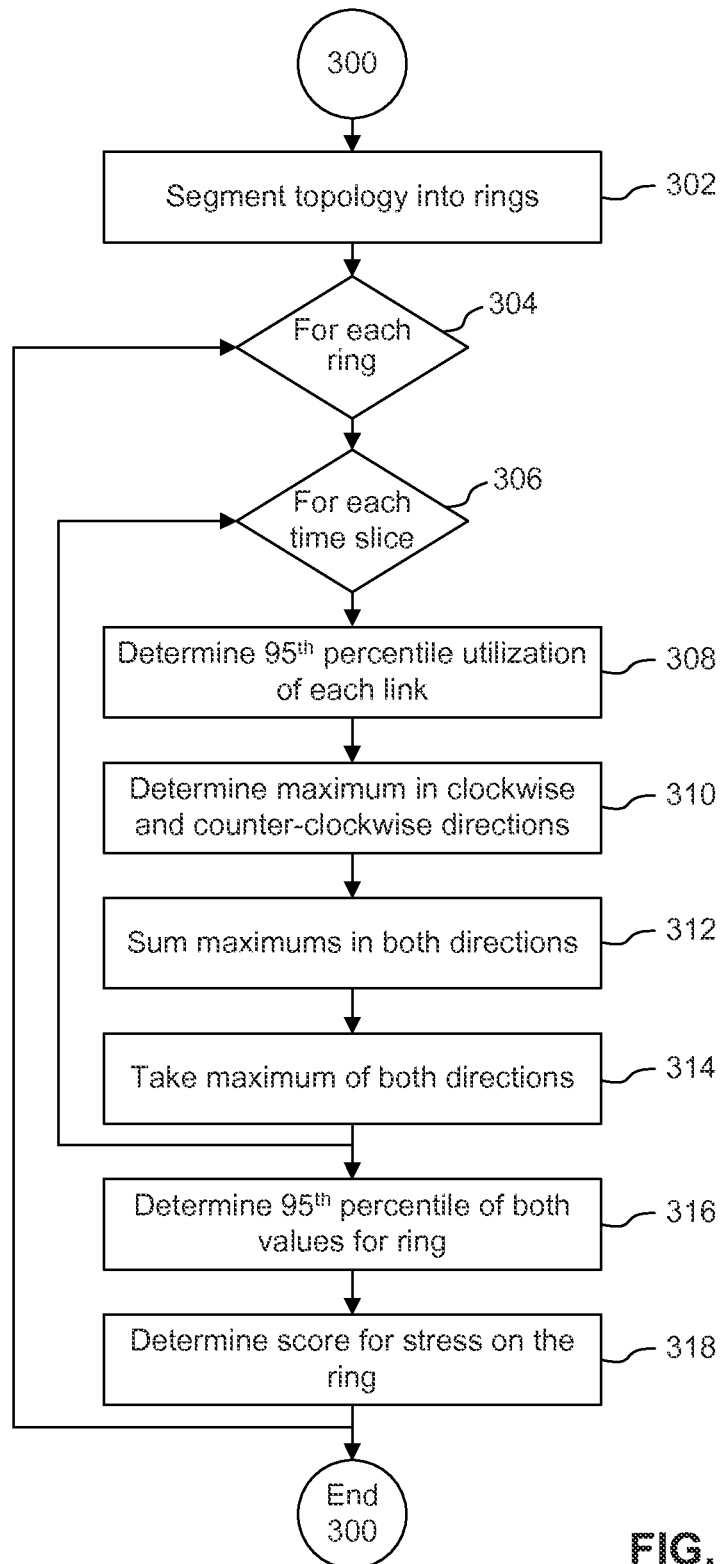 300
Segment topology into rings
302
For each
ring
304
For each
time slice
306
Determine 95th percentile utilization
of each link
308
Determine maximum in clockwise
and counter-clockwise directions
310
Sum maximums in both directions
312
Take maximum of both directions
314
Determine 95th percentile of both
values for ring
316
Determine score for stress on the
ring
318
End
300
FIG.